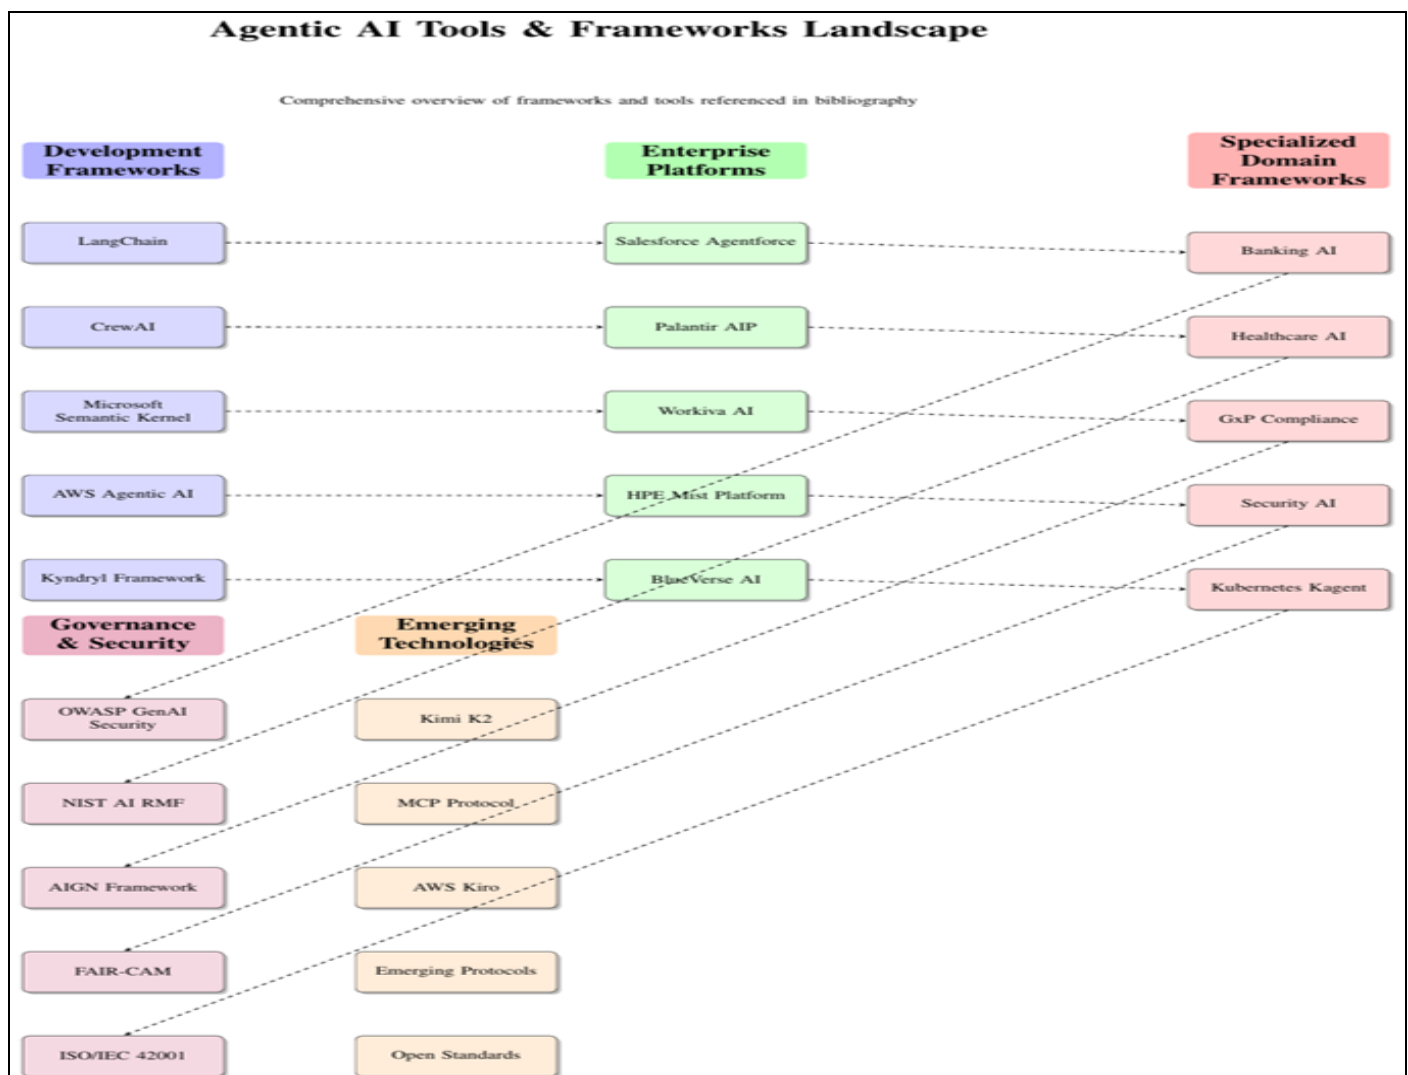 Agentic AI Tools & Frameworks Landscape
Comprehensive overview of frameworks and tools referenced in bibliography
Development
Frameworks
LangChain
CrewAI
Microsoft
Semantic Kernel
AWS Agentic AI
Kyndryl Framework
Enterprise
Platforms
Salesforce Agentforce
Palantir AIP
Workiva AI
HPE Mist Platform
BlueVerse AI
Specialized
Domain
Frameworks
Banking AI
Healthcare AI
GxP Compliance
Security AI
Kubernetes Kagent
Governance
& Security
OWASP GenAI
Security
NIST AI RMF
AIGN Framework
FAIR-CAM
ISO/IEC 42001
Emerging
Technologies
Kimi K2
MCP Protocol
AWS Kiro
Emerging Protocols
Open Standards